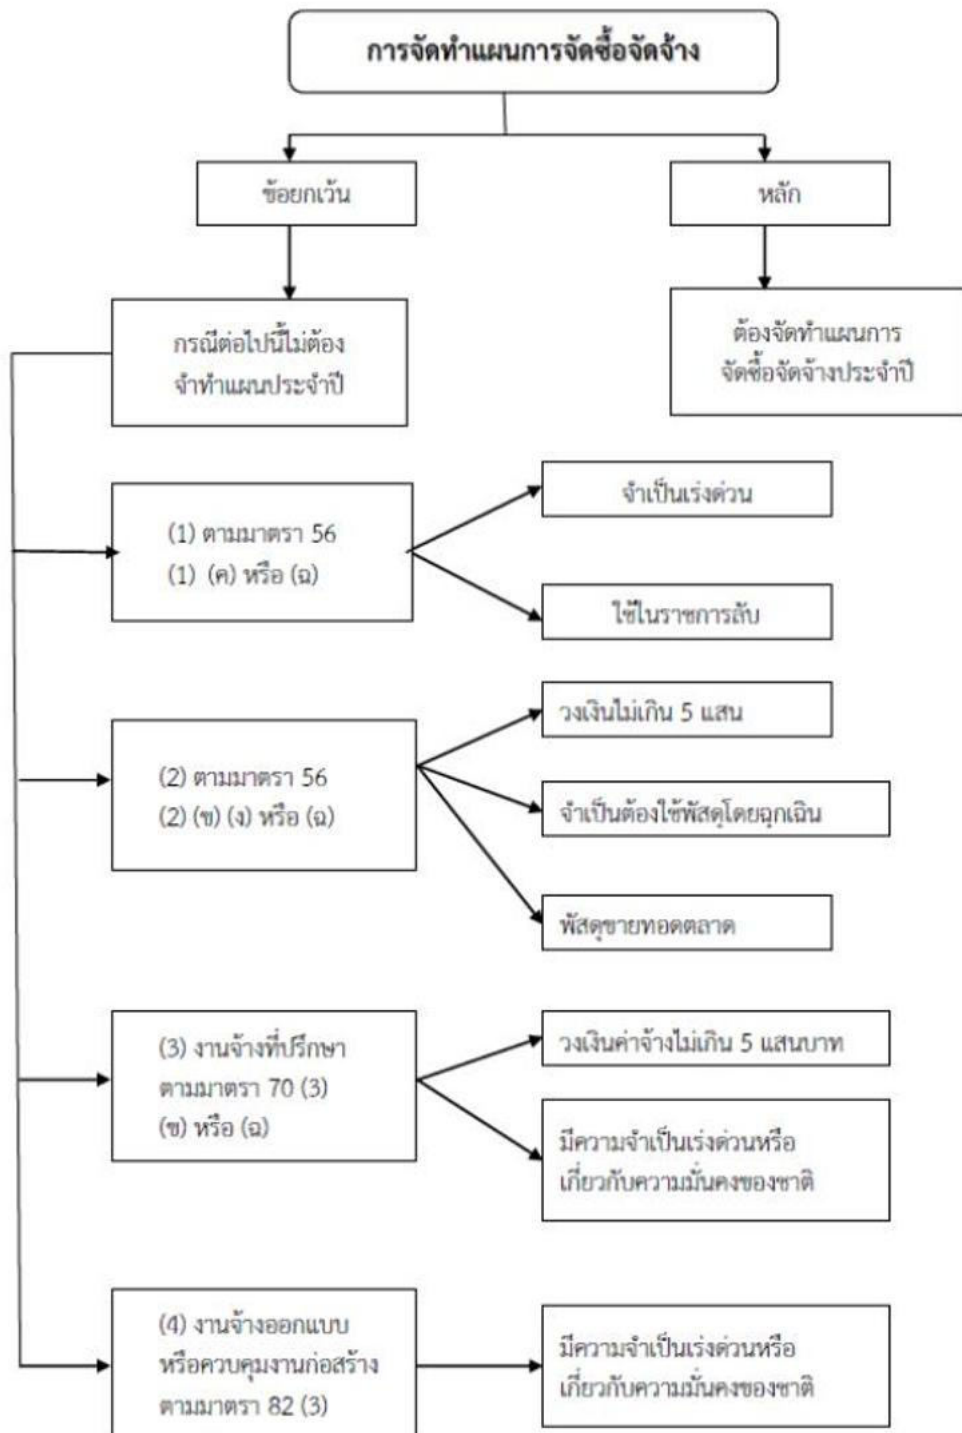 การจัดทำแผนการจัดซื้อจัดจ้าง
ข้อยกเว้น
หลัก
กรณีต่อไปนี้ไม่ต้อง
จำทำแผนประจำปี
ต้องจัดทำแผนการ
จัดซื้อจัดจ้างประจำปี
(1) ตามมาตรา 56
(1) (ค) หรือ (ฉ)
จำเป็นเร่งด่วน
ใช้ในราชการลับ
(2) ตามมาตรา 56
(2) (ข) (ง) หรือ (ฉ)
วงเงินไม่เกิน 5 แสน
จำเป็นต้องใช้พัสดุโดยฉุกเฉิน
พัสดุขายทอดตลาด
(3) งานจ้างที่ปรึกษา
ตามมาตรา 70 (3)
(ข) หรือ (ฉ)
วงเงินค่าจ้างไม่เกิน 5 แสนบาท
มีความจำเป็นเร่งด่วนหรือ
เกี่ยวกับความมั่นคงของชาติ
(4) งานจ้างออกแบบ
หรือควบคุมงานก่อสร้าง
ตามมาตรา 82 (3)
มีความจำเป็นเร่งด่วนหรือ
เกี่ยวกับความมั่นคงของชาติ